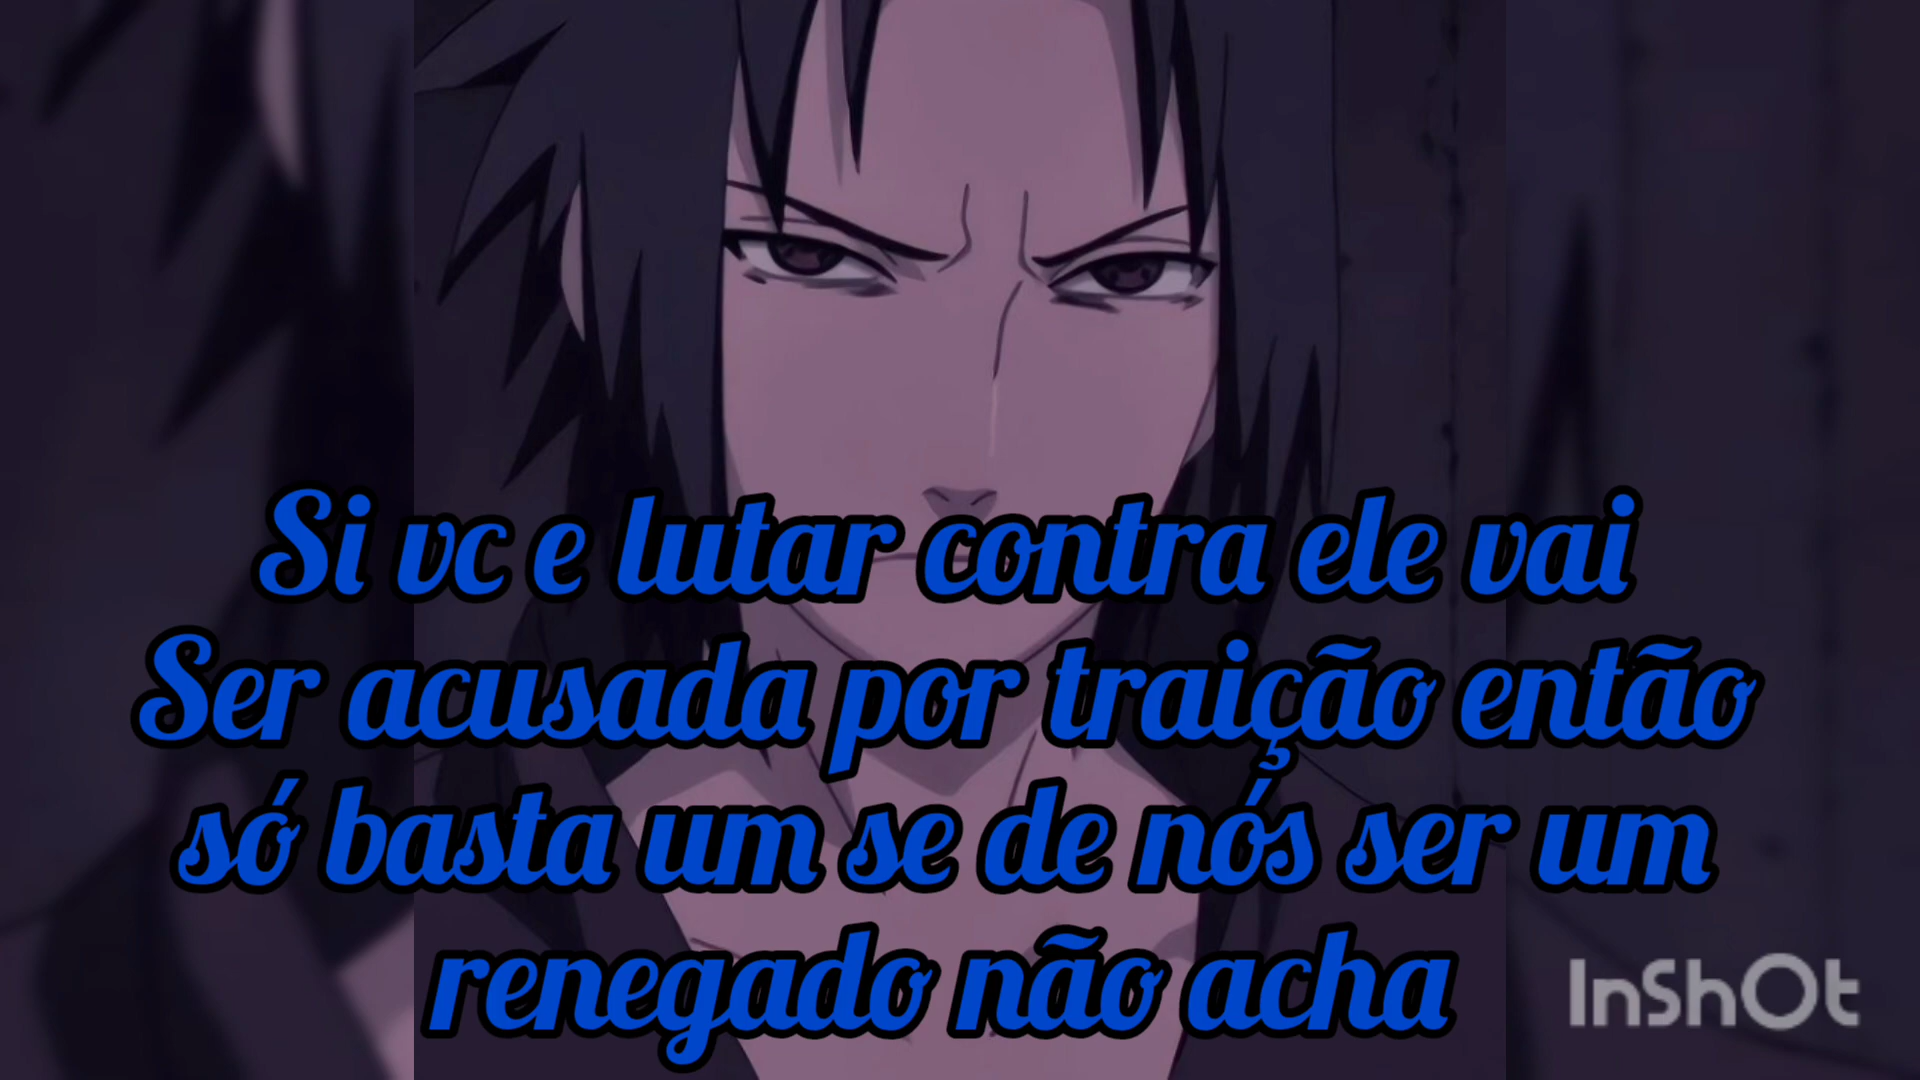 Si vc e lutar contra ele vai
Ser acusada por traição então
só basta um se de nós ser um
renegado não acha
InShOt